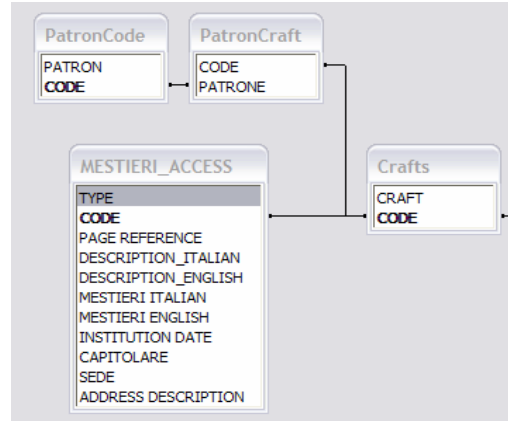 PatronCode
PATRON
CODE
PatronCraft
CODE
PATRONE
MESTIERI_ACCESS
TYPE
CODE
PAGE REFERENCE
DESCRIPTION_ITALIAN
DESCRIPTION_ENGLISH
MESTIERI ITALIAN
MESTIERI ENGLISH
INSTITUTION DATE
CAPITOLARE
SEDE
ADDRESS DESCRIPTION
Crafts
CRAFT
CODE